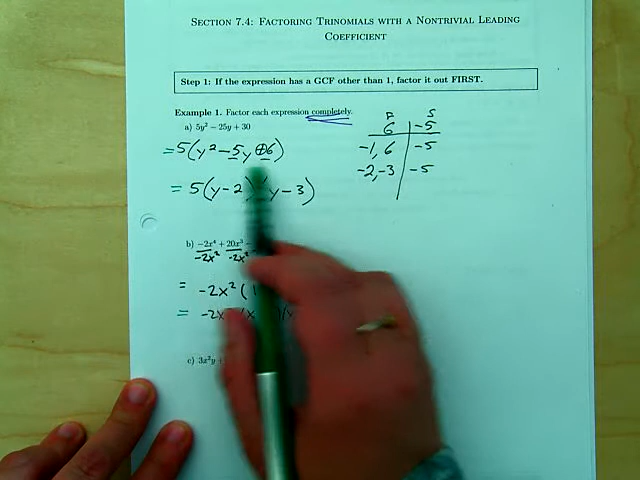 SECTION 7.4: FACTORING TRINOMIALS WITH A NONTRIVIAL LEADING
COEFFICIENT
Step 1: If the expression has a GCF other than 1, factor it out FIRST.
Example 1. Factor each expression completely.
a) 5y² − 25y + 30
= 5(y² − 5y ⊕ 6)
= 5(y − 2) y − 3)
P S
6 −5
−1, 6 −5
−2, −3 −5
b) −2x⁴ + 20x³
−2x² −2x²
= −2x² (1
= −2x (x
c) 3x²y +